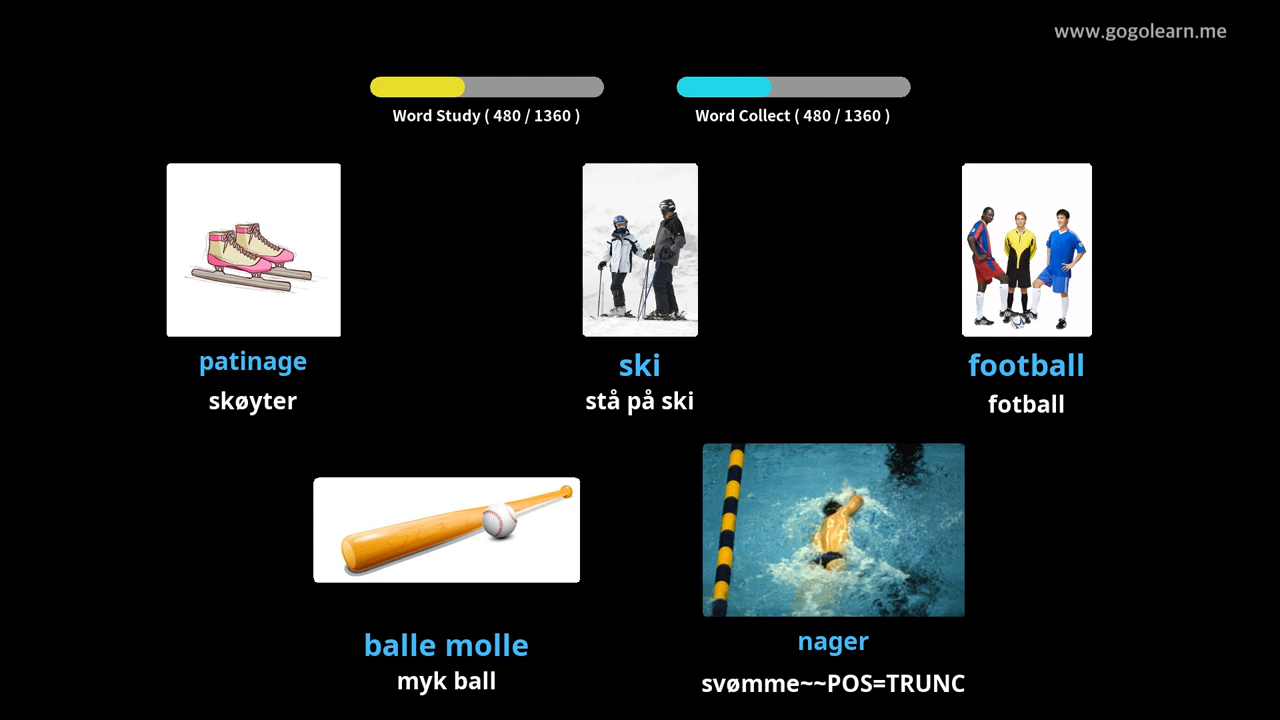 www.gogolearn.me
Word Study ( 480 / 1360 )
Word Collect ( 480 / 1360 )
patinage
skøyter
ski
stå på ski
football
fotball
balle molle
myk ball
nager
svømme~~POS=TRUNC